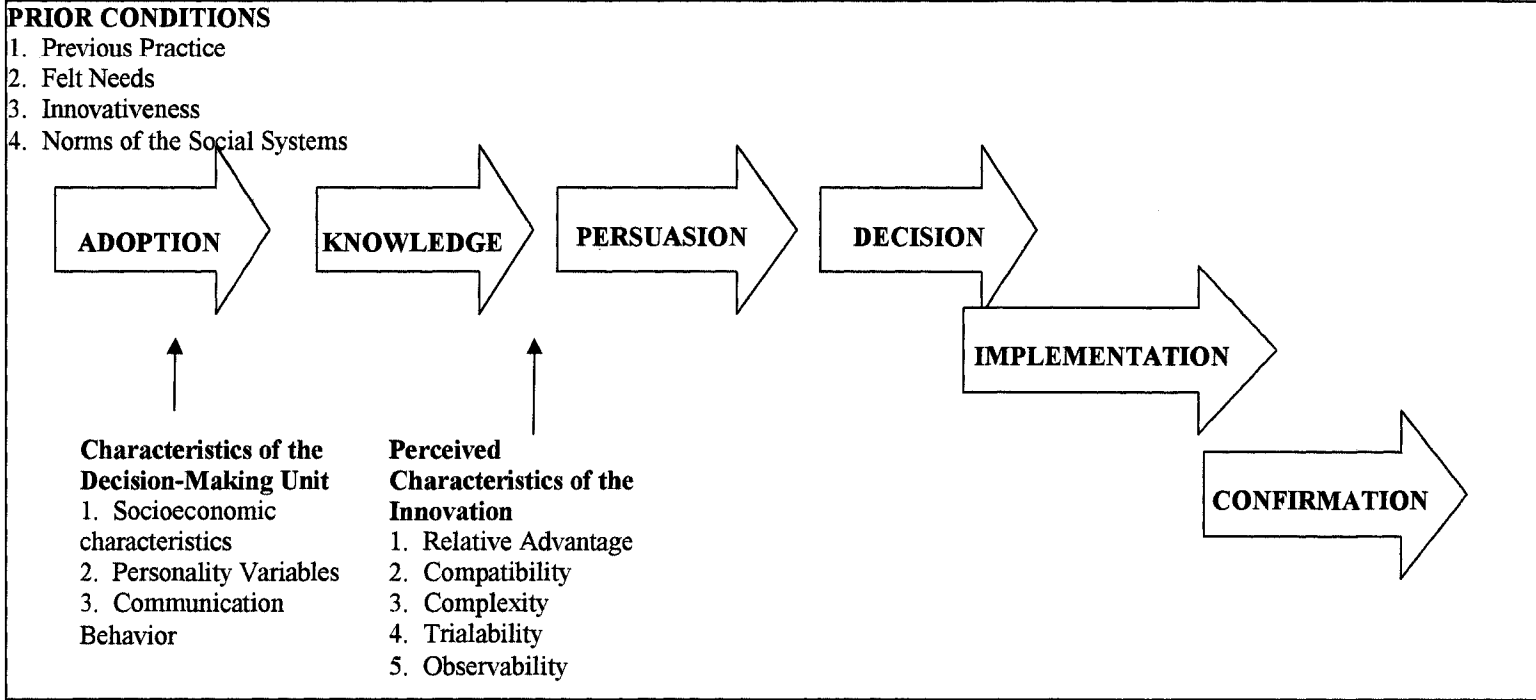 PRIOR CONDITIONS
1. Previous Practice
2. Felt Needs
3. Innovativeness
4. Norms of the Social Systems
ADOPTION
KNOWLEDGE
PERSUASION
DECISION
IMPLEMENTATION
CONFIRMATION
Characteristics of the
Decision-Making Unit
1. Socioeconomic
characteristics
2. Personality Variables
3. Communication
Behavior
Perceived
Characteristics of the
Innovation
1. Relative Advantage
2. Compatibility
3. Complexity
4. Trialability
5. Observability